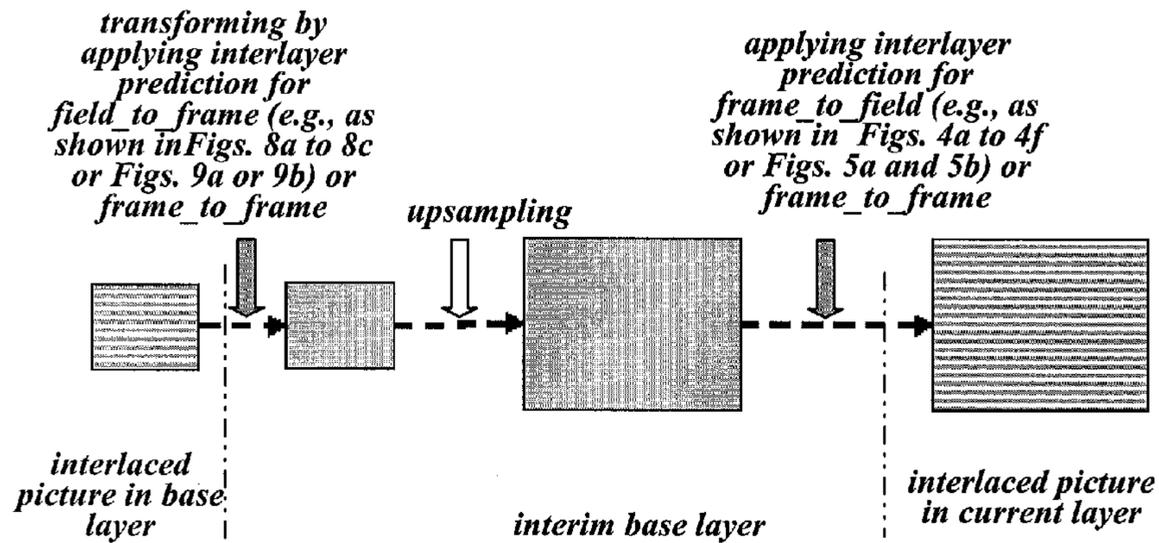 transforming by
applying interlayer
prediction for
field_to_frame (e.g., as
shown inFigs. 8a to 8c
or Figs. 9a or 9b) or
frame_to_frame
upsampling
applying interlayer
prediction for
frame_to_field (e.g., as
shown in Figs. 4a to 4f
or Figs. 5a and 5b) or
frame_to_frame
interlaced
picture in base
layer
interim base layer
interlaced picture
in current layer